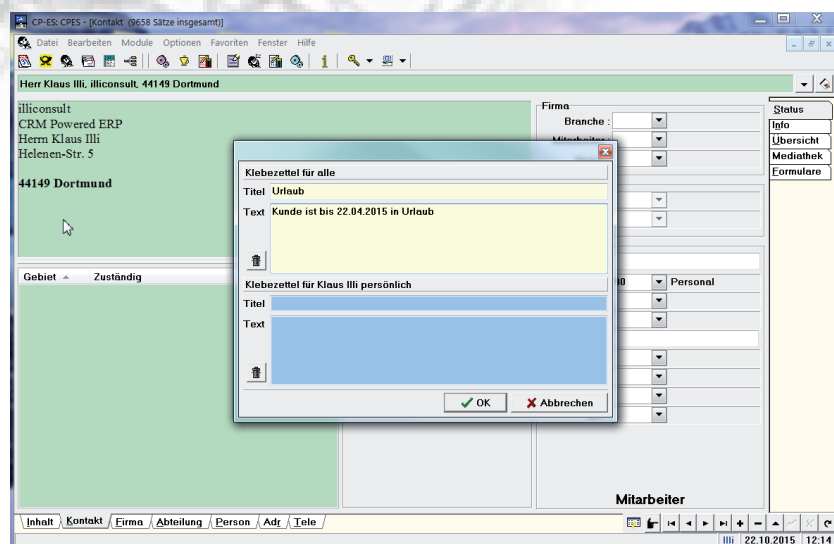 CP-ES: CPES - [Kontakt (9658 Sätze insgesamt)]
Datei Bearbeiten Module Optionen Favoriten Fenster Hilfe
Herr Klaus Illi, illiconsult, 44149 Dortmund
illiconsult
CRM Powered ERP
Herrn Klaus Illi
Helenen-Str. 5
44149 Dortmund
Firma
Branche :
Status
Info
Übersicht
Mediathek
Formulare
Klebezettel für alle
Titel Urlaub
Text Kunde ist bis 22.04.2015 in Urlaub
Gebiet Zuständig
Klebezettel für Klaus Illi persönlich
Personal
Titel
Text
OK Abbrechen
Mitarbeiter
Inhalt Kontakt Firma Abteilung Person Adr Tele
Illi 22.10.2015 12:14